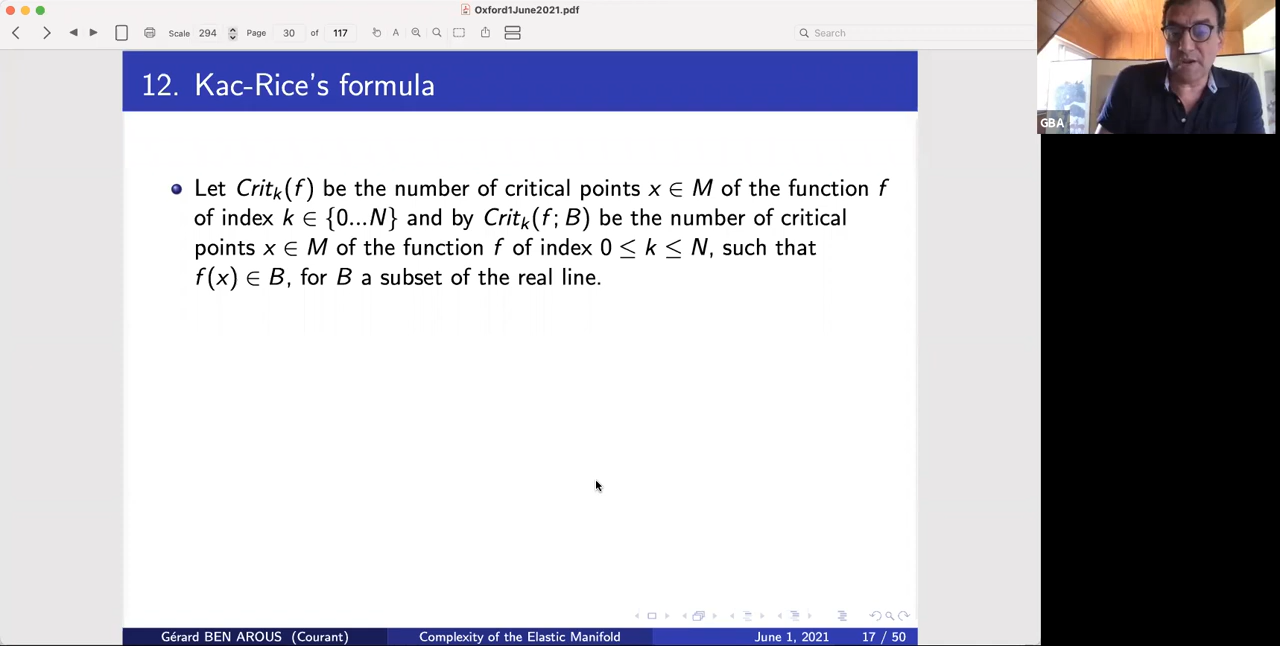 Oxford1June2021.pdf
Scale 294 Page 30 of 117 A Search
GBA
12. Kac-Rice's formula
Let Crit_k(f) be the number of critical points x ∈ M of the function f
of index k ∈ {0...N} and by Crit_k(f; B) be the number of critical
points x ∈ M of the function f of index 0 ≤ k ≤ N, such that
f(x) ∈ B, for B a subset of the real line.
Gérard BEN AROUS (Courant) Complexity of the Elastic Manifold June 1, 2021 17 / 50